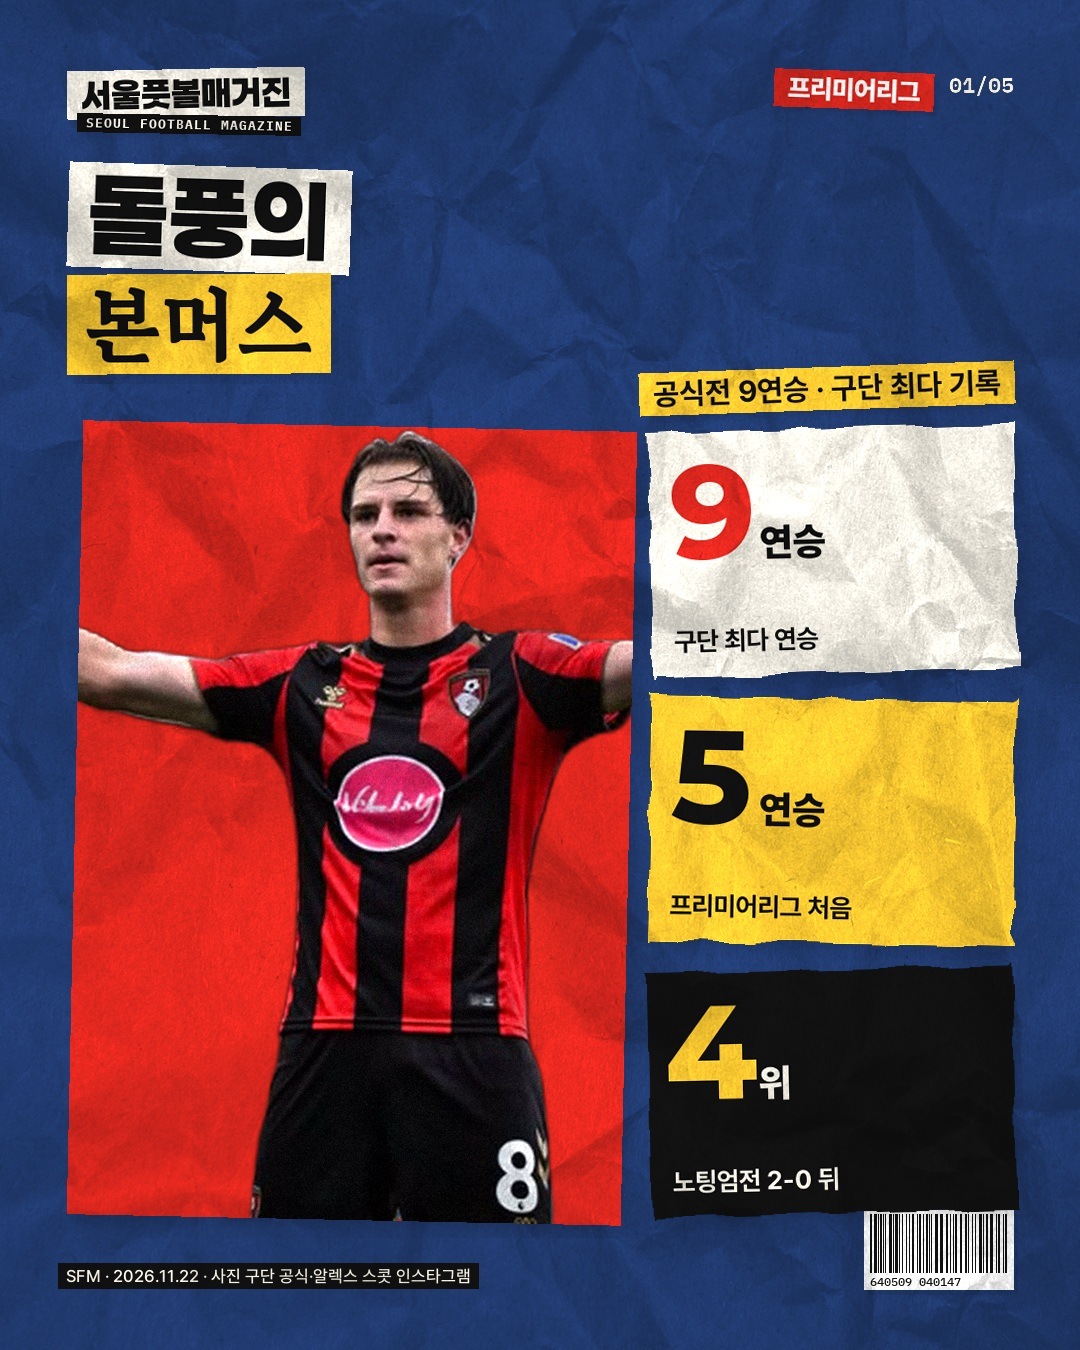 서울풋볼매거진
SEOUL FOOTBALL MAGAZINE
프리미어리그
01/05
돌풍의
본머스
공식전 9연승 · 구단 최다 기록
9 연승
구단 최다 연승
5 연승
프리미어리그 처음
4위
노팅엄전 2-0 뒤
8
SFM · 2026.11.22 · 사진 구단 공식·알렉스 스콧 인스타그램
640509 040147